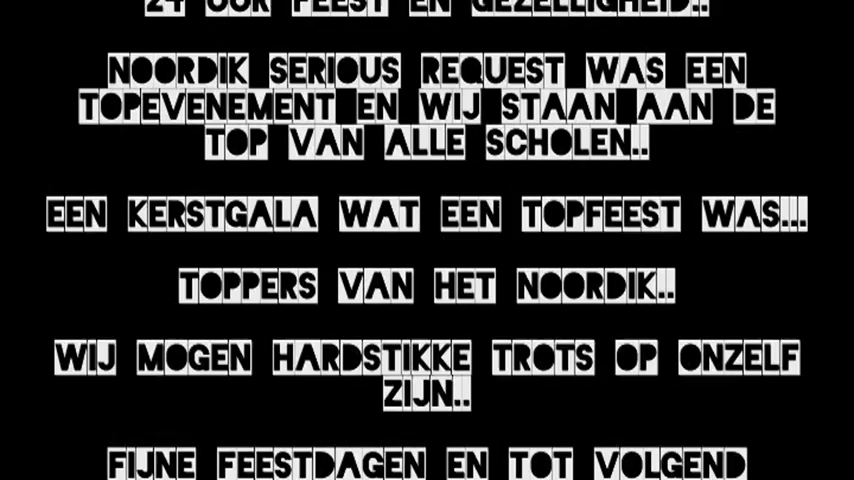 24 UUR FEEST EN GEZELLIGHEID..
NOORDIK SERIOUS REQUEST WAS EEN
TOPEVENEMENT EN WIJ STAAN AAN DE
TOP VAN ALLE SCHOLEN..
EEN KERSTGALA WAT EEN TOPFEEST WAS...
TOPPERS VAN HET NOORDIK..
WIJ MOGEN HARDSTIKKE TROTS OP ONZELF
ZIJN..
FIJNE FEESTDAGEN EN TOT VOLGEND